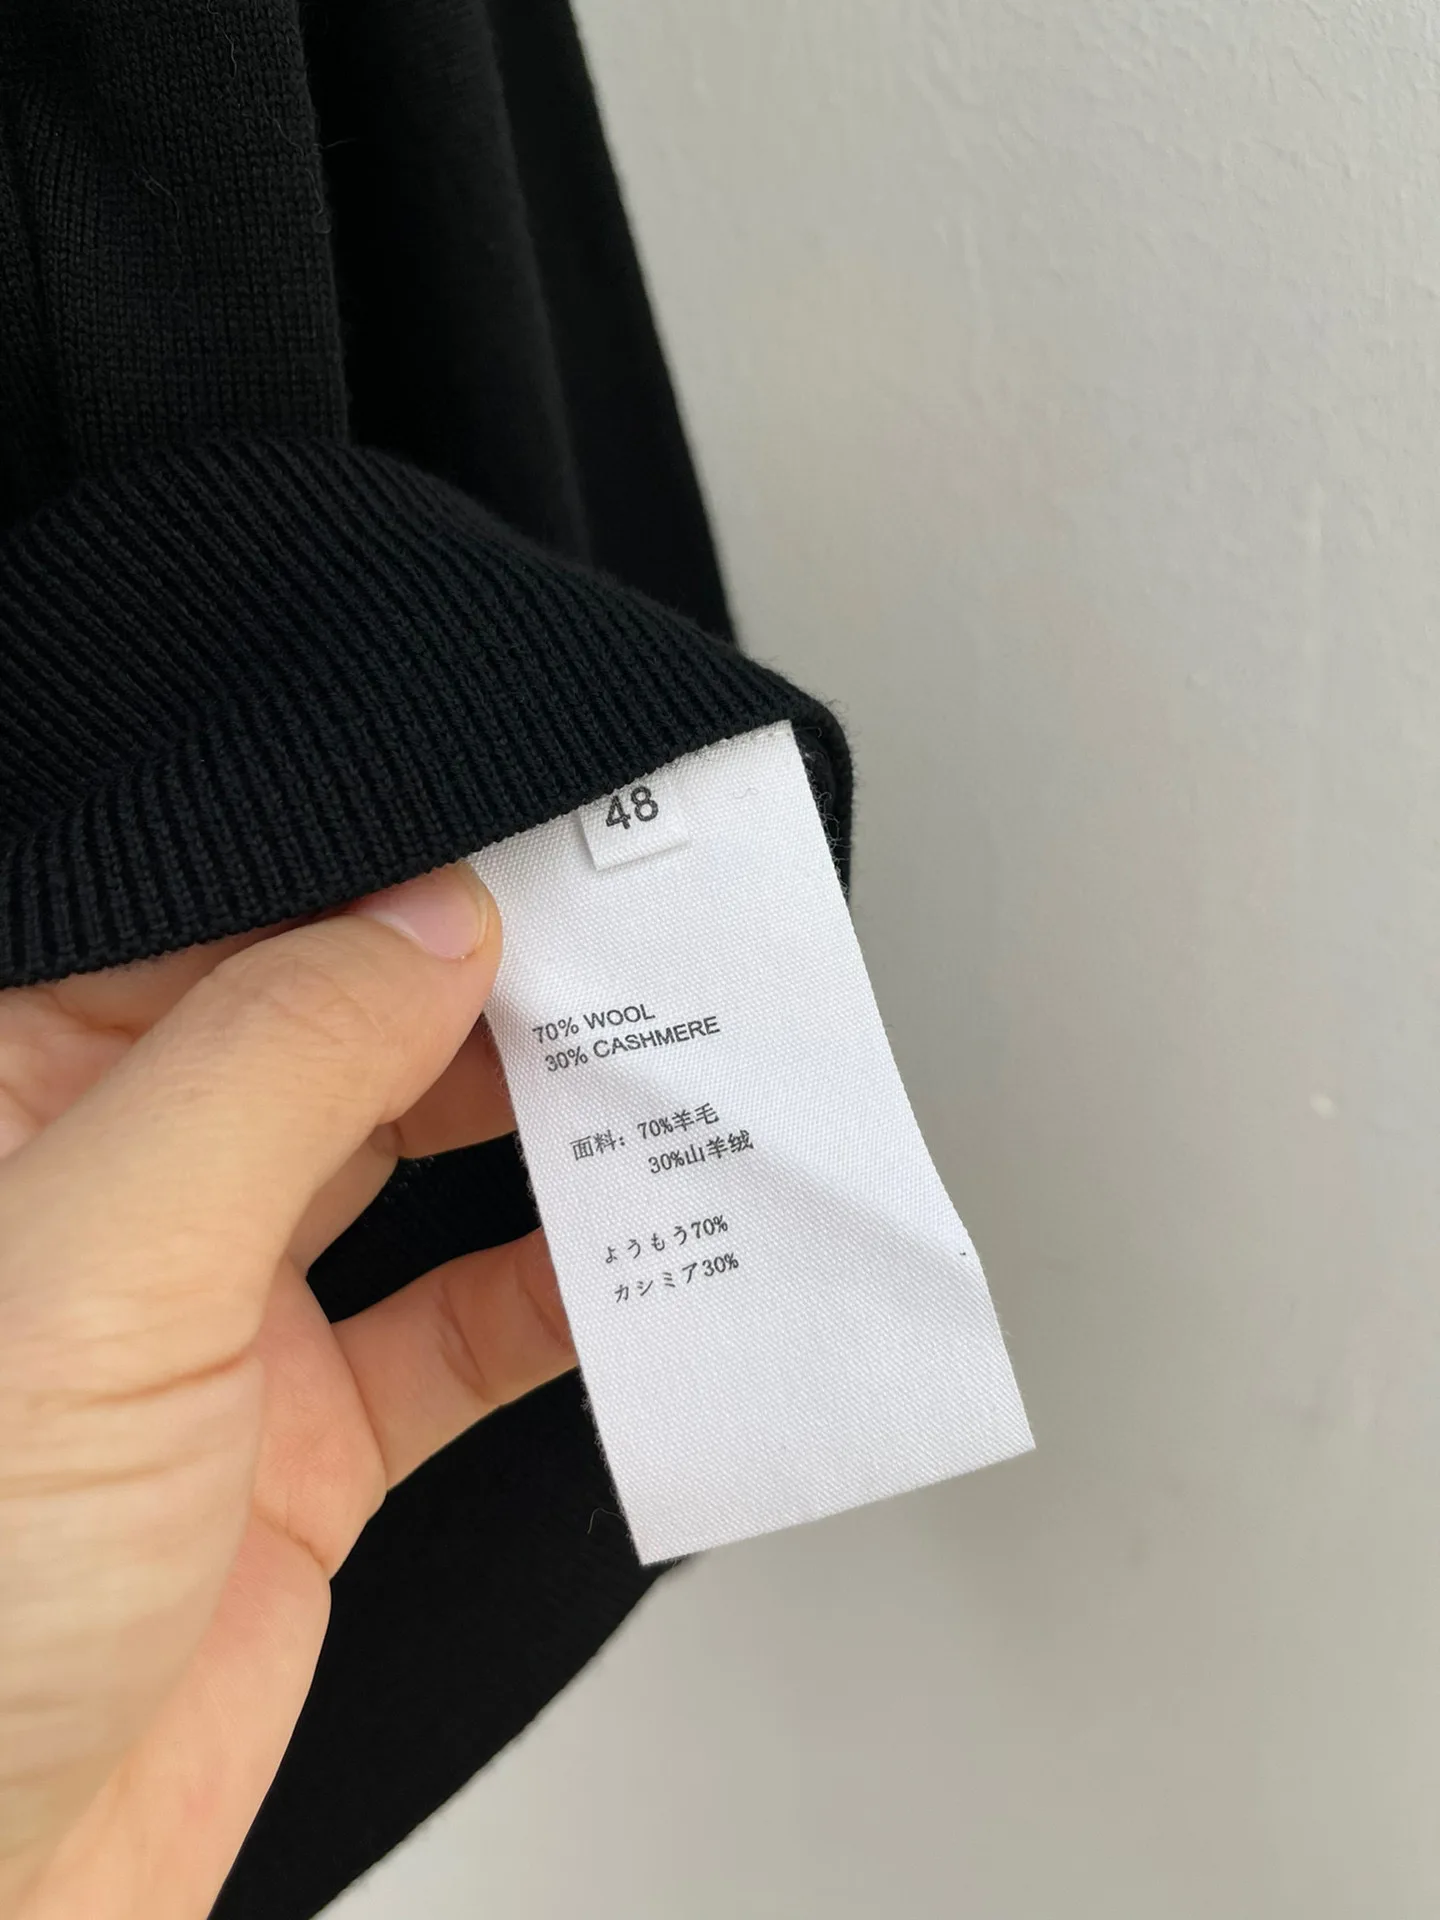 48
70% WOOL
30% CASHMERE
面料：70%羊毛
30%山羊绒
ようもう70%
カシミア30%